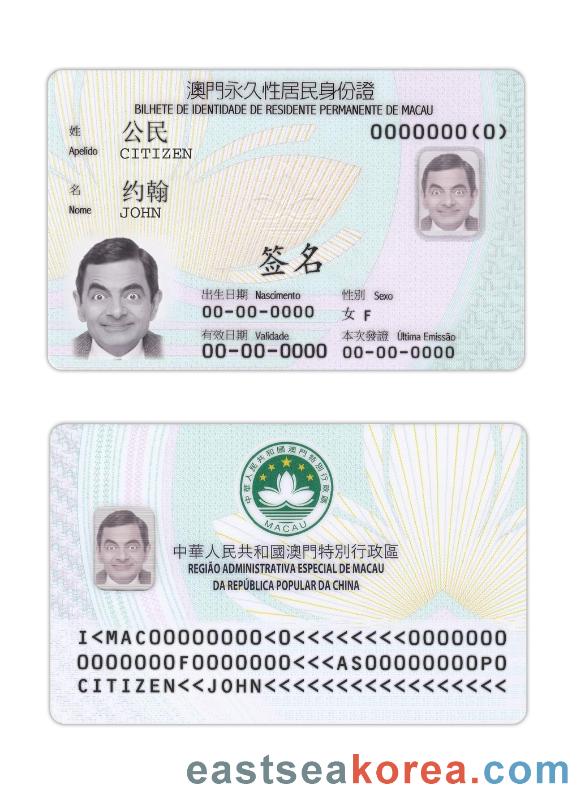 澳門永久性居民身份證
BILHETE DE IDENTIDADE DE RESIDENTE PERMANENTE DE MACAU
0000000(0)
姓 公民
Apelido CITIZEN
名 约翰
Nome JOHN
签名
出生日期 Nascimento 性別 Sexo
00-00-0000 女 F
有效日期 Validade 本次發證 Última Emissão
00-00-0000 00-00-0000
中華人民共和國澳門特別行政區
MACAU
中華人民共和國澳門特別行政區
REGIÃO ADMINISTRATIVA ESPECIAL DE MACAU
DA REPÚBLICA POPULAR DA CHINA
I<MAC00000000<0<<<<<<<<0000000
0000000F0000000<<<AS00000000P0
CITIZEN<<JOHN<<<<<<<<<<<<<<<<<
eastseakorea.com